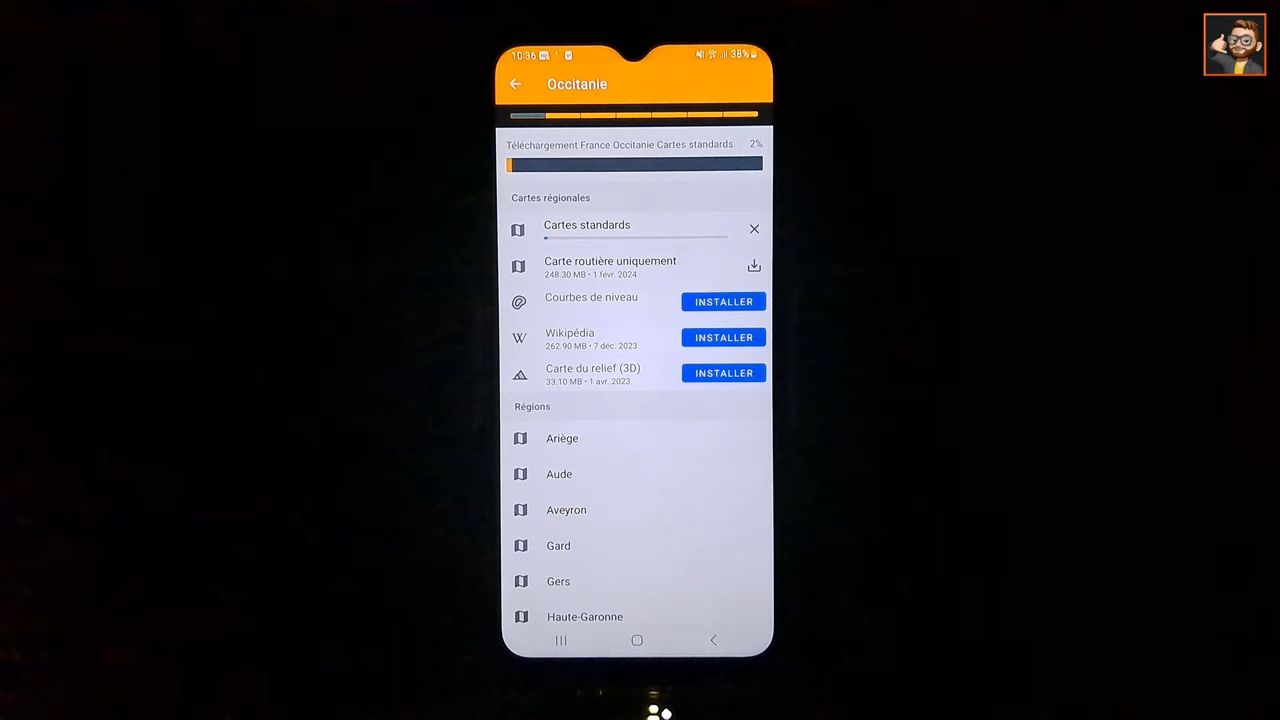 10:36
38%
Occitanie
Téléchargement France Occitanie Cartes standards 2%
Cartes régionales
Cartes standards
Carte routière uniquement
248.30 MB • 1 févr. 2024
Courbes de niveau
INSTALLER
W
Wikipédia
262.90 MB • 7 déc. 2023
INSTALLER
Carte du relief (3D)
33.10 MB • 1 avr. 2023
INSTALLER
Régions
Ariège
Aude
Aveyron
Gard
Gers
Haute-Garonne